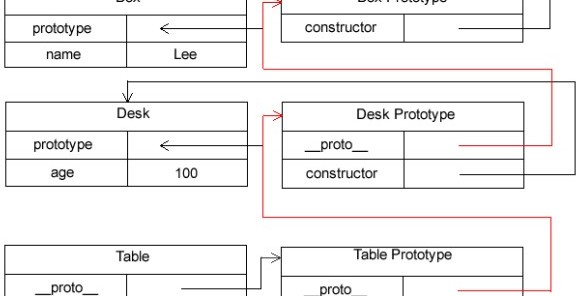 Box Box Prototype
prototype constructor
name Lee
Desk Desk Prototype
prototype __proto__
age 100 constructor
Table Table Prototype
__proto__ __proto__